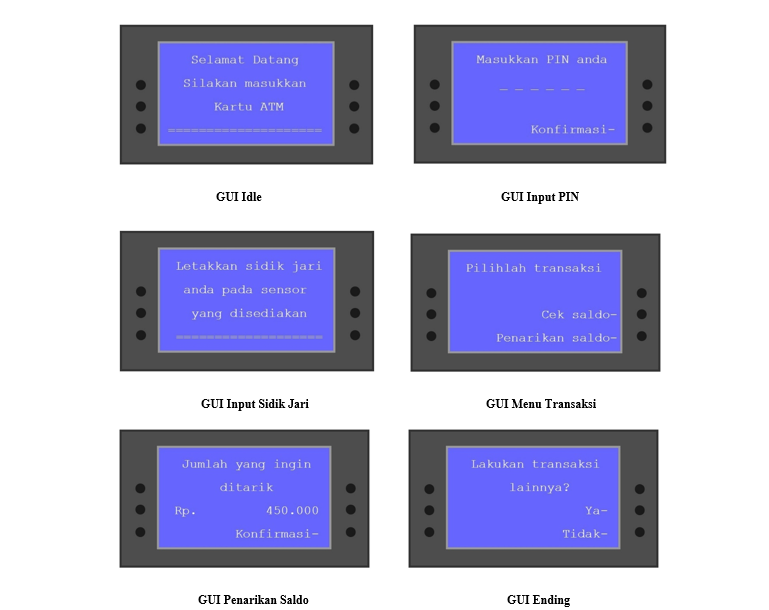 Selamat Datang
Silakan masukkan
Kartu ATM
====================
GUI Idle
Masukkan PIN anda
_ _ _ _ _ _
Konfirmasi-
GUI Input PIN
Letakkan sidik jari
anda pada sensor
yang disediakan
===================
GUI Input Sidik Jari
Pilihlah transaksi
Cek saldo-
Penarikan saldo-
GUI Menu Transaksi
Jumlah yang ingin
ditarik
Rp. 450.000
Konfirmasi-
GUI Penarikan Saldo
Lakukan transaksi
lainnya?
Ya-
Tidak-
GUI Ending